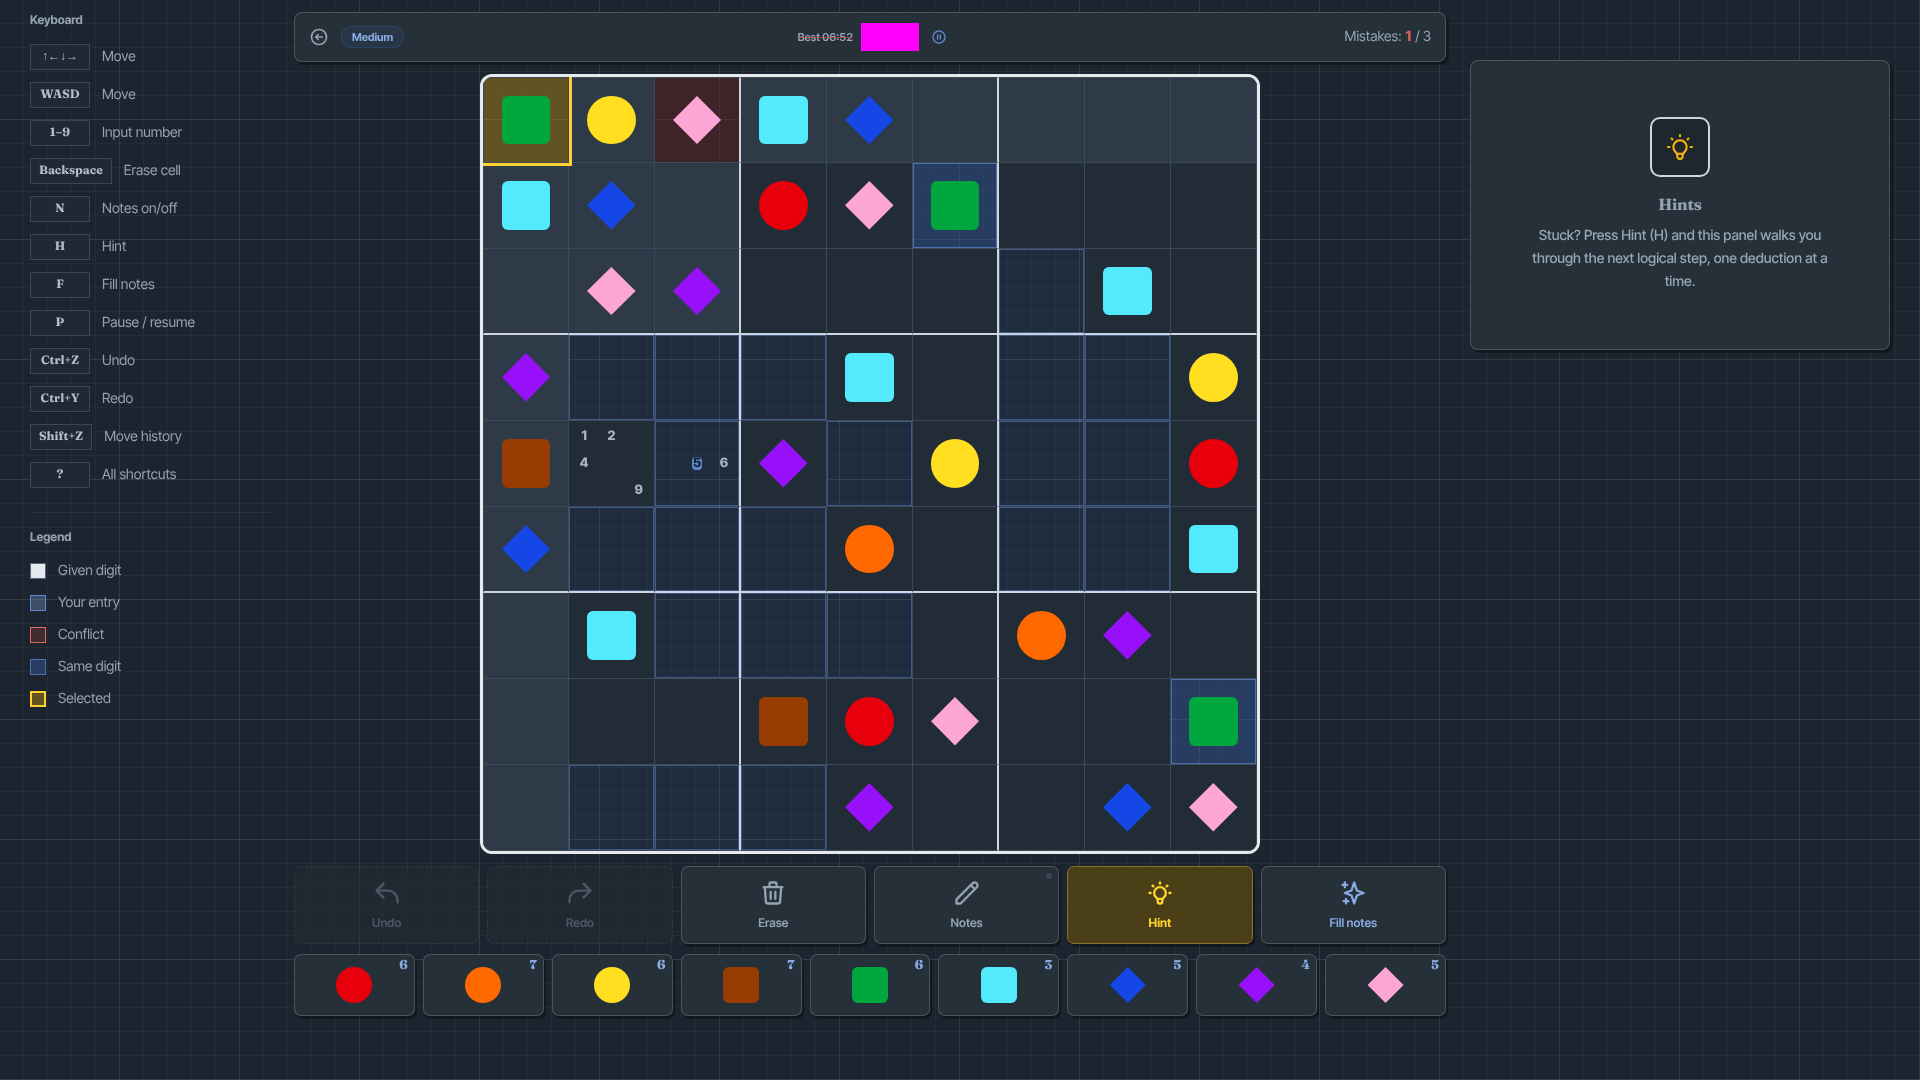 Keyboard
↑←↓→ Move
WASD Move
1–9 Input number
Backspace Erase cell
N Notes on/off
H Hint
F Fill notes
P Pause / resume
Ctrl+Z Undo
Ctrl+Y Redo
Shift+Z Move history
? All shortcuts
Legend
Given digit
Your entry
Conflict
Same digit
Selected
Medium
Best 06:52
Mistakes: 1 / 3
1 2
4
9
5 6
Undo
Redo
Erase
Notes
Hint
Fill notes
6 7 6 7 6 3 5 4 5
Hints
Stuck? Press Hint (H) and this panel walks you
through the next logical step, one deduction at a
time.